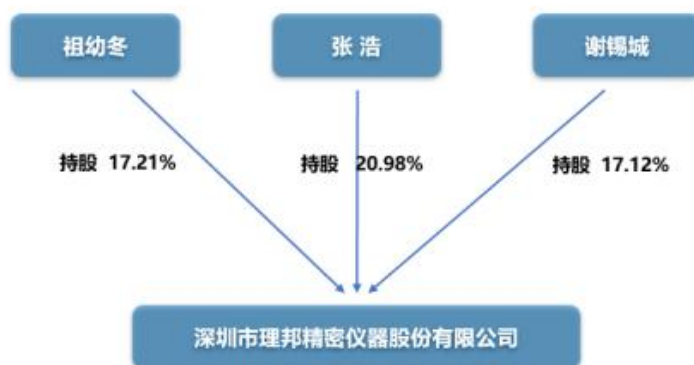 祖幼冬
张 浩
谢锡城
持股 17.21%
持股 20.98%
持股 17.12%
深圳市理邦精密仪器股份有限公司